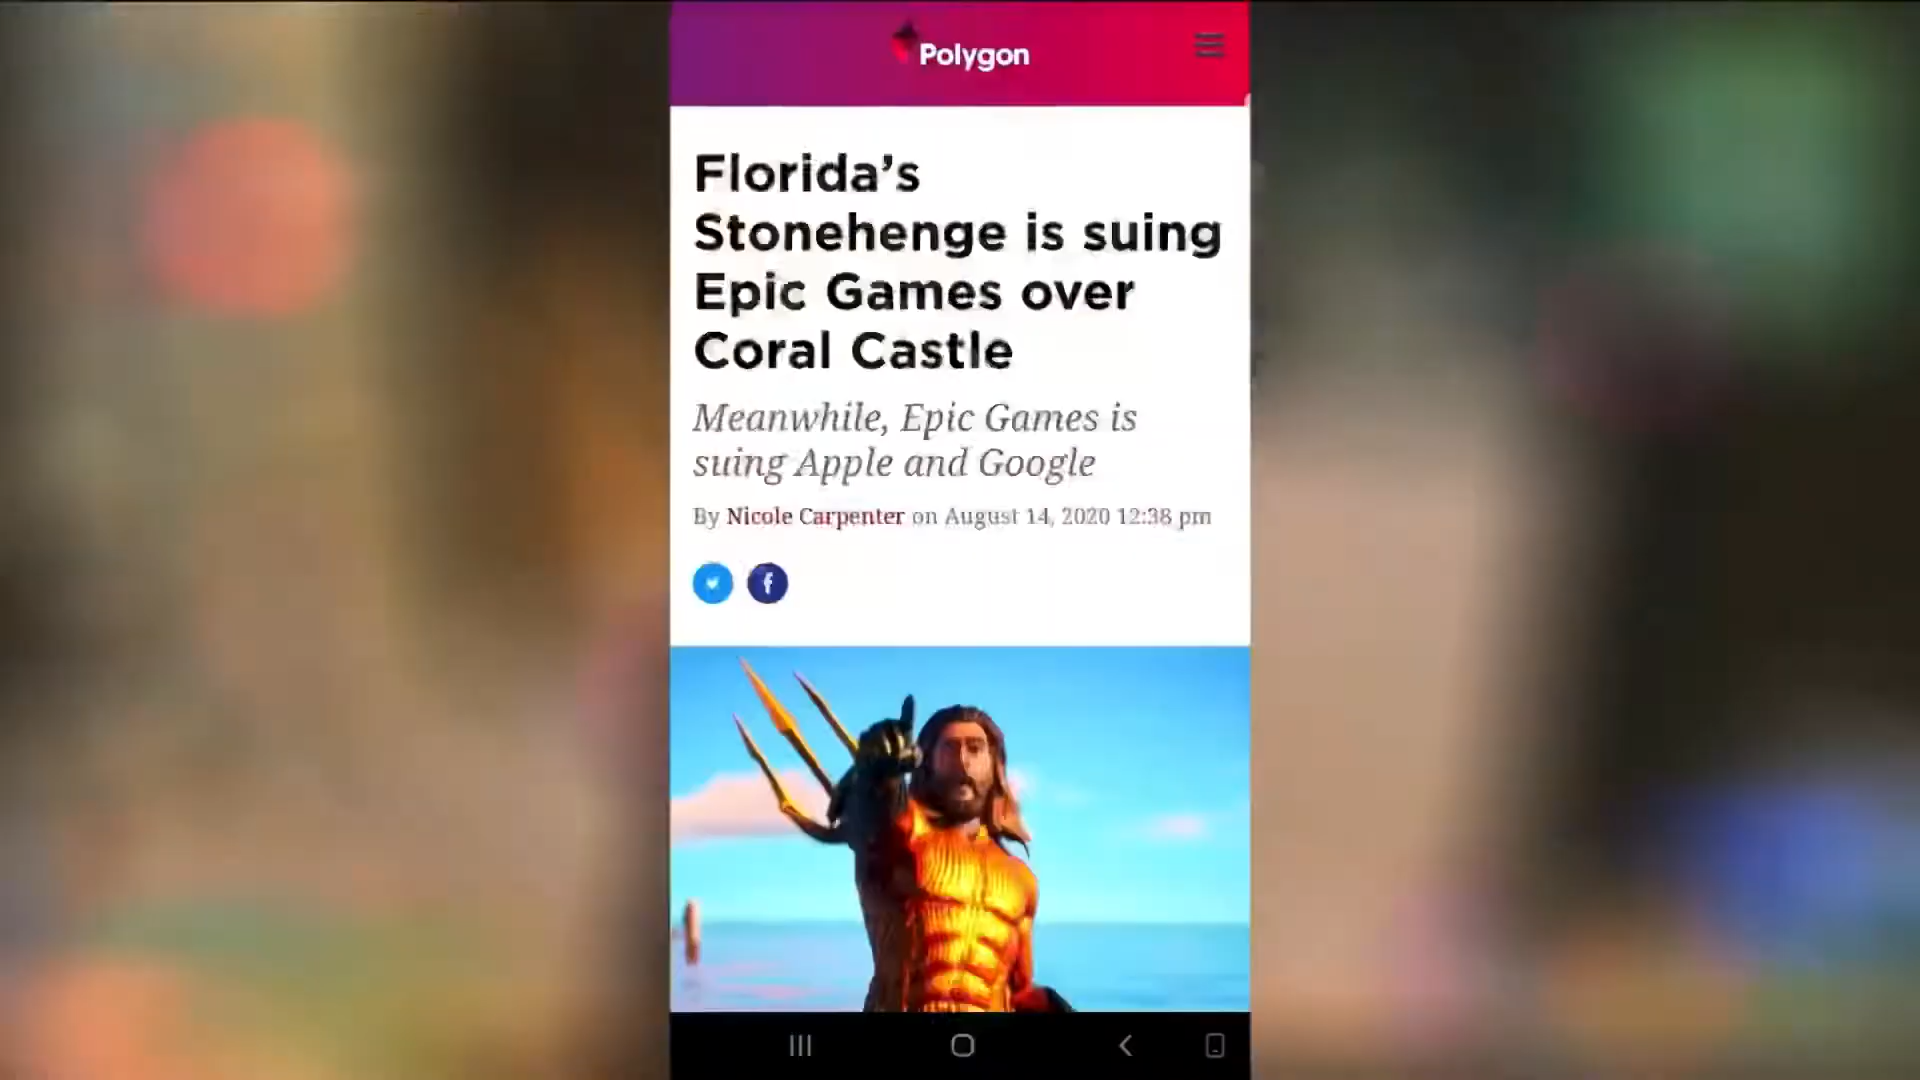 Polygon
Florida’s
Stonehenge is suing
Epic Games over
Coral Castle
Meanwhile, Epic Games is
suing Apple and Google
By Nicole Carpenter on August 14, 2020 12:38 pm